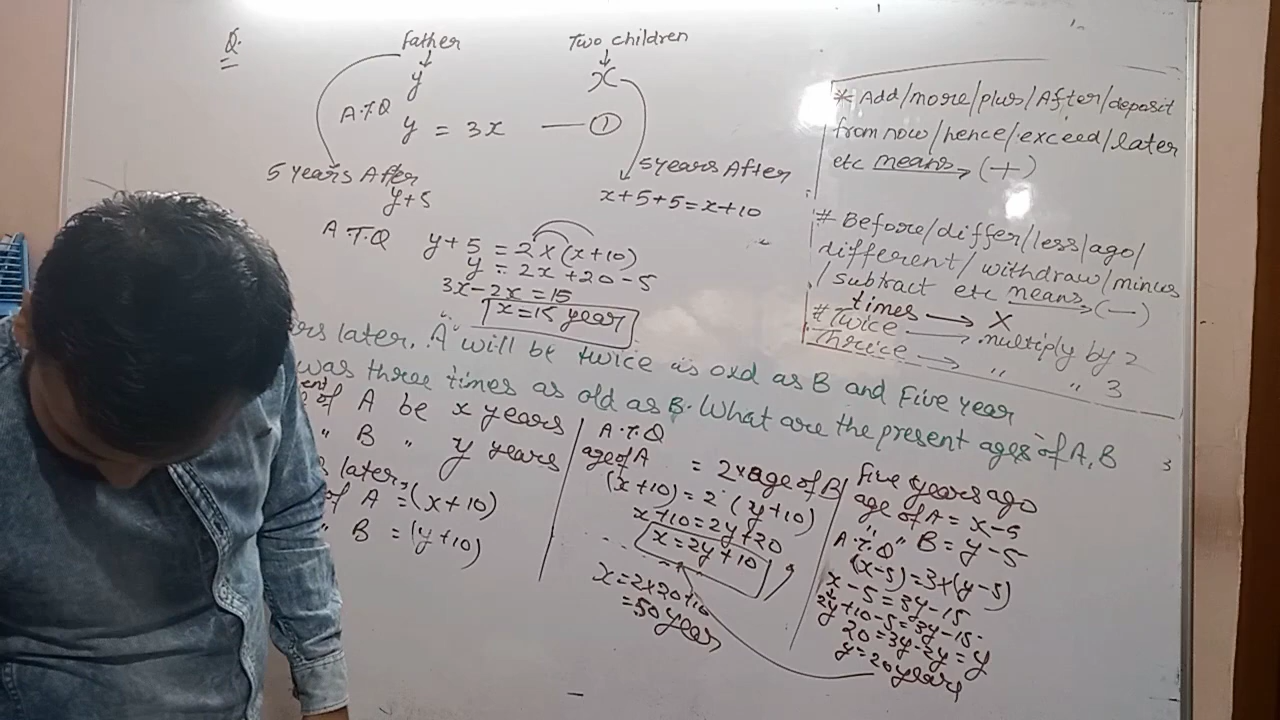 Q.
father
Two children
y
x
A.T.Q
y = 3x — ①
5 years After
y+5
5 years After
x+5+5=x+10
A.T.Q y+5 = 2×(x+10)
y = 2x+20-5
3x-2x=15
x=15 year
* Add/more/plus/After/deposit
from now/hence/exceed/later
etc means → (+)
# Before/differ/less/ago/
different/withdraw/minus
/subtract etc means → (—)
times → X
# Twice → multiply by 2
Thrice → " " 3
later, A will be twice as old as B and Five year
was three times as old as B. What are the present ages of A, B
of A be x years
" B " y years
later,
of A = (x+10)
" B = (y+10)
A.T.Q
age of A = 2×age of B
(x+10)=2 (y+10)
x+10=2y+20
x=2y+10
x=2×20+10
=50 year
Five years ago
age of A = x-5
" " B = y-5
A.T.Q
(x-5)=3×(y-5)
x-5=3y-15
2y+10-5=3y-15
20=3y-2y=y
y=20 years